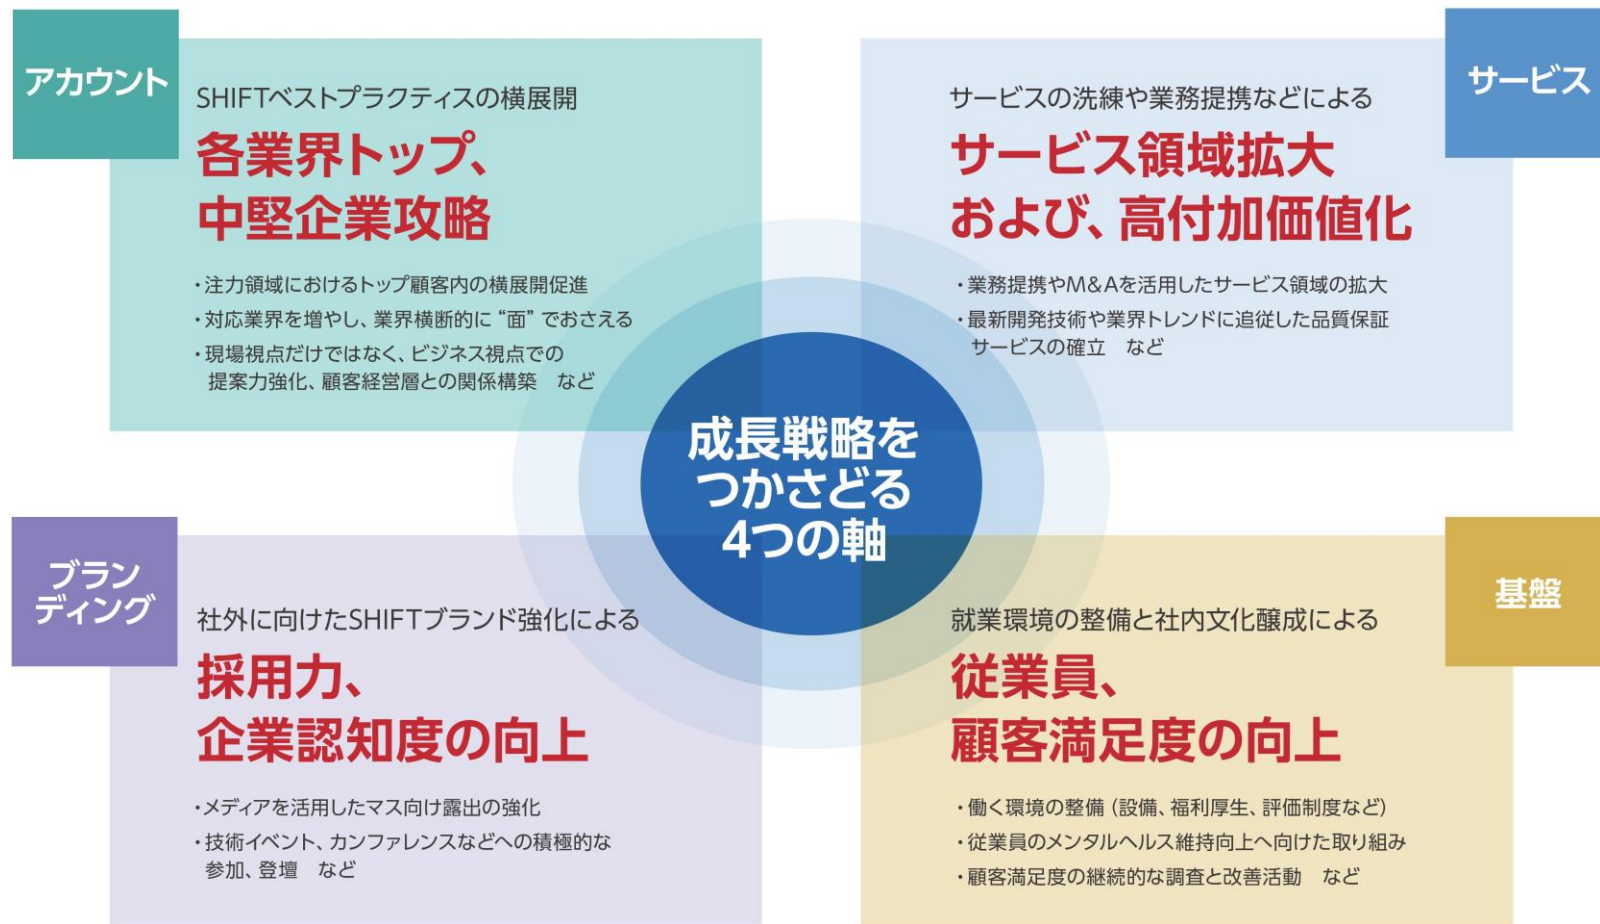 アカウント
SHIFTベストプラクティスの横展開
各業界トップ、
中堅企業攻略
・注力領域におけるトップ顧客内の横展開促進
・対応業界を増やし、業界横断的に“面”でおさえる
・現場視点だけではなく、ビジネス視点での
提案力強化、顧客経営層との関係構築　など
サービス
サービスの洗練や業務提携などによる
サービス領域拡大
および、高付加価値化
・業務提携やM&Aを活用したサービス領域の拡大
・最新開発技術や業界トレンドに追従した品質保証
サービスの確立　など
成長戦略を
つかさどる
4つの軸
ブラン
ディング
社外に向けたSHIFTブランド強化による
採用力、
企業認知度の向上
・メディアを活用したマス向け露出の強化
・技術イベント、カンファレンスなどへの積極的な
参加、登壇　など
基盤
就業環境の整備と社内文化醸成による
従業員、
顧客満足度の向上
・働く環境の整備（設備、福利厚生、評価制度など）
・従業員のメンタルヘルス維持向上へ向けた取り組み
・顧客満足度の継続的な調査と改善活動　など